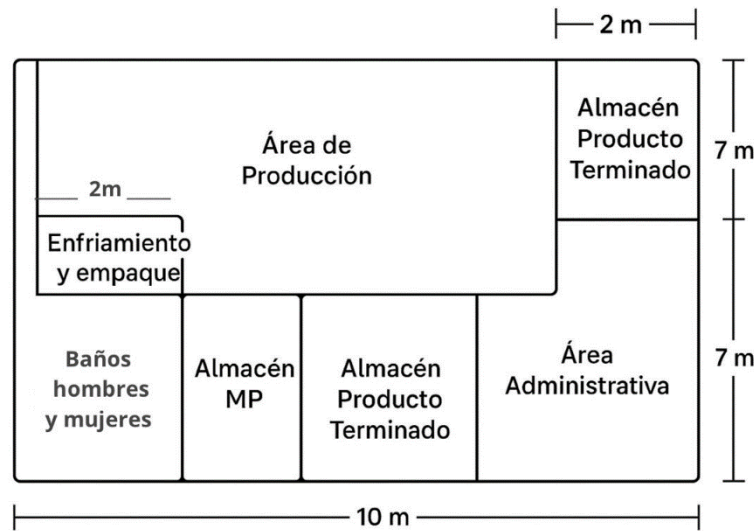 2 m
Área de
Producción
Almacén
Producto
Terminado
7 m
2m
Enfriamiento
y empaque
Baños
hombres
y mujeres
Almacén
MP
Almacén
Producto
Terminado
Área
Administrativa
7 m
10 m